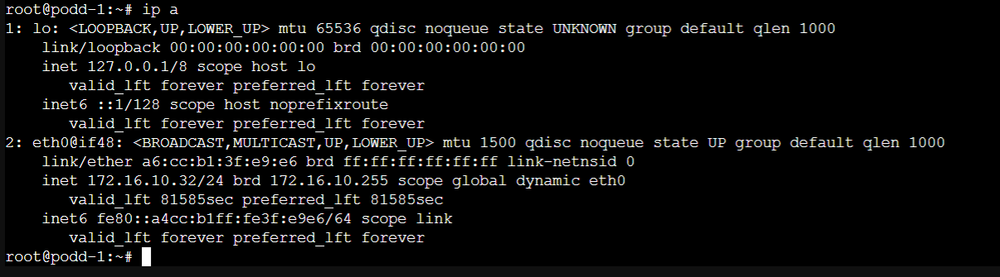 root@podd-1:~# ip a
1: lo: <LOOPBACK,UP,LOWER_UP> mtu 65536 qdisc noqueue state UNKNOWN group default qlen 1000
    link/loopback 00:00:00:00:00:00 brd 00:00:00:00:00:00
    inet 127.0.0.1/8 scope host lo
       valid_lft forever preferred_lft forever
    inet6 ::1/128 scope host noprefixroute
       valid_lft forever preferred_lft forever
2: eth0@if48: <BROADCAST,MULTICAST,UP,LOWER_UP> mtu 1500 qdisc noqueue state UP group default qlen 1000
    link/ether a6:cc:b1:3f:e9:e6 brd ff:ff:ff:ff:ff:ff link-netnsid 0
    inet 172.16.10.32/24 brd 172.16.10.255 scope global dynamic eth0
       valid_lft 81585sec preferred_lft 81585sec
    inet6 fe80::a4cc:b1ff:fe3f:e9e6/64 scope link
       valid_lft forever preferred_lft forever
root@podd-1:~#